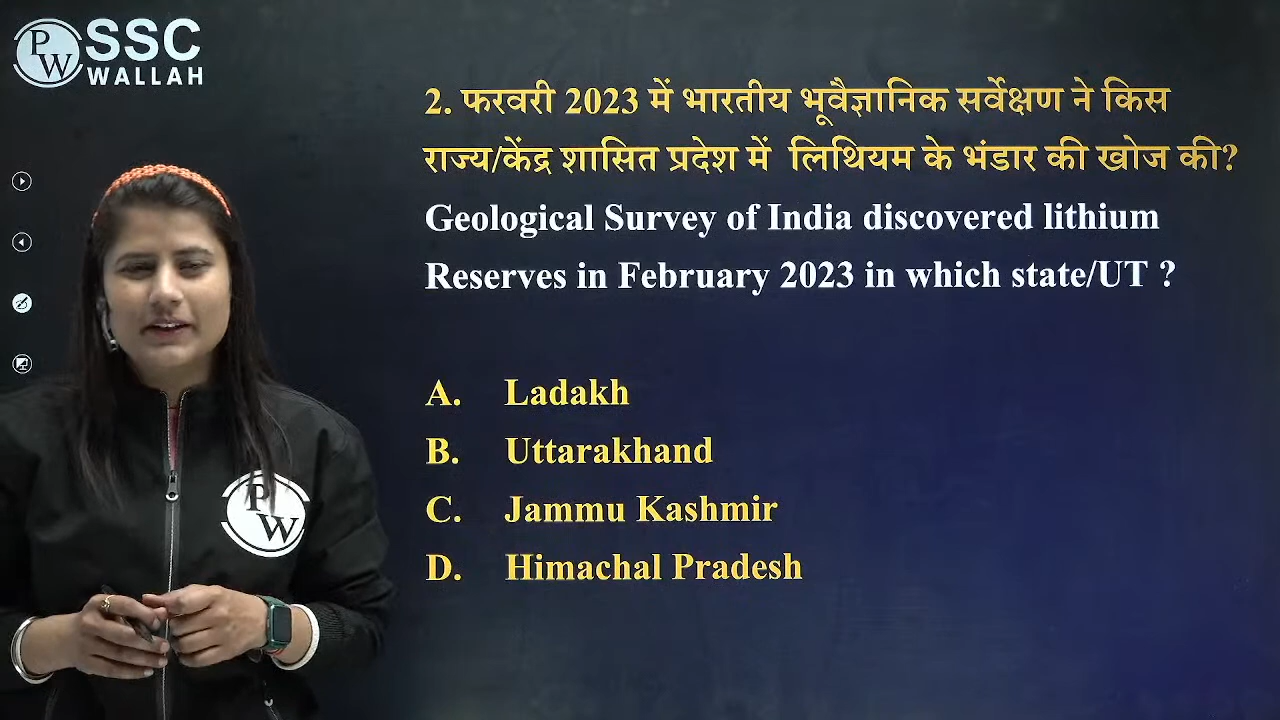 PW SSC
WALLAH
2. फरवरी 2023 में भारतीय भूवैज्ञानिक सर्वेक्षण ने किस
राज्य/केंद्र शासित प्रदेश में लिथियम के भंडार की खोज की?
Geological Survey of India discovered lithium
Reserves in February 2023 in which state/UT ?
A. Ladakh
B. Uttarakhand
C. Jammu Kashmir
D. Himachal Pradesh
PW